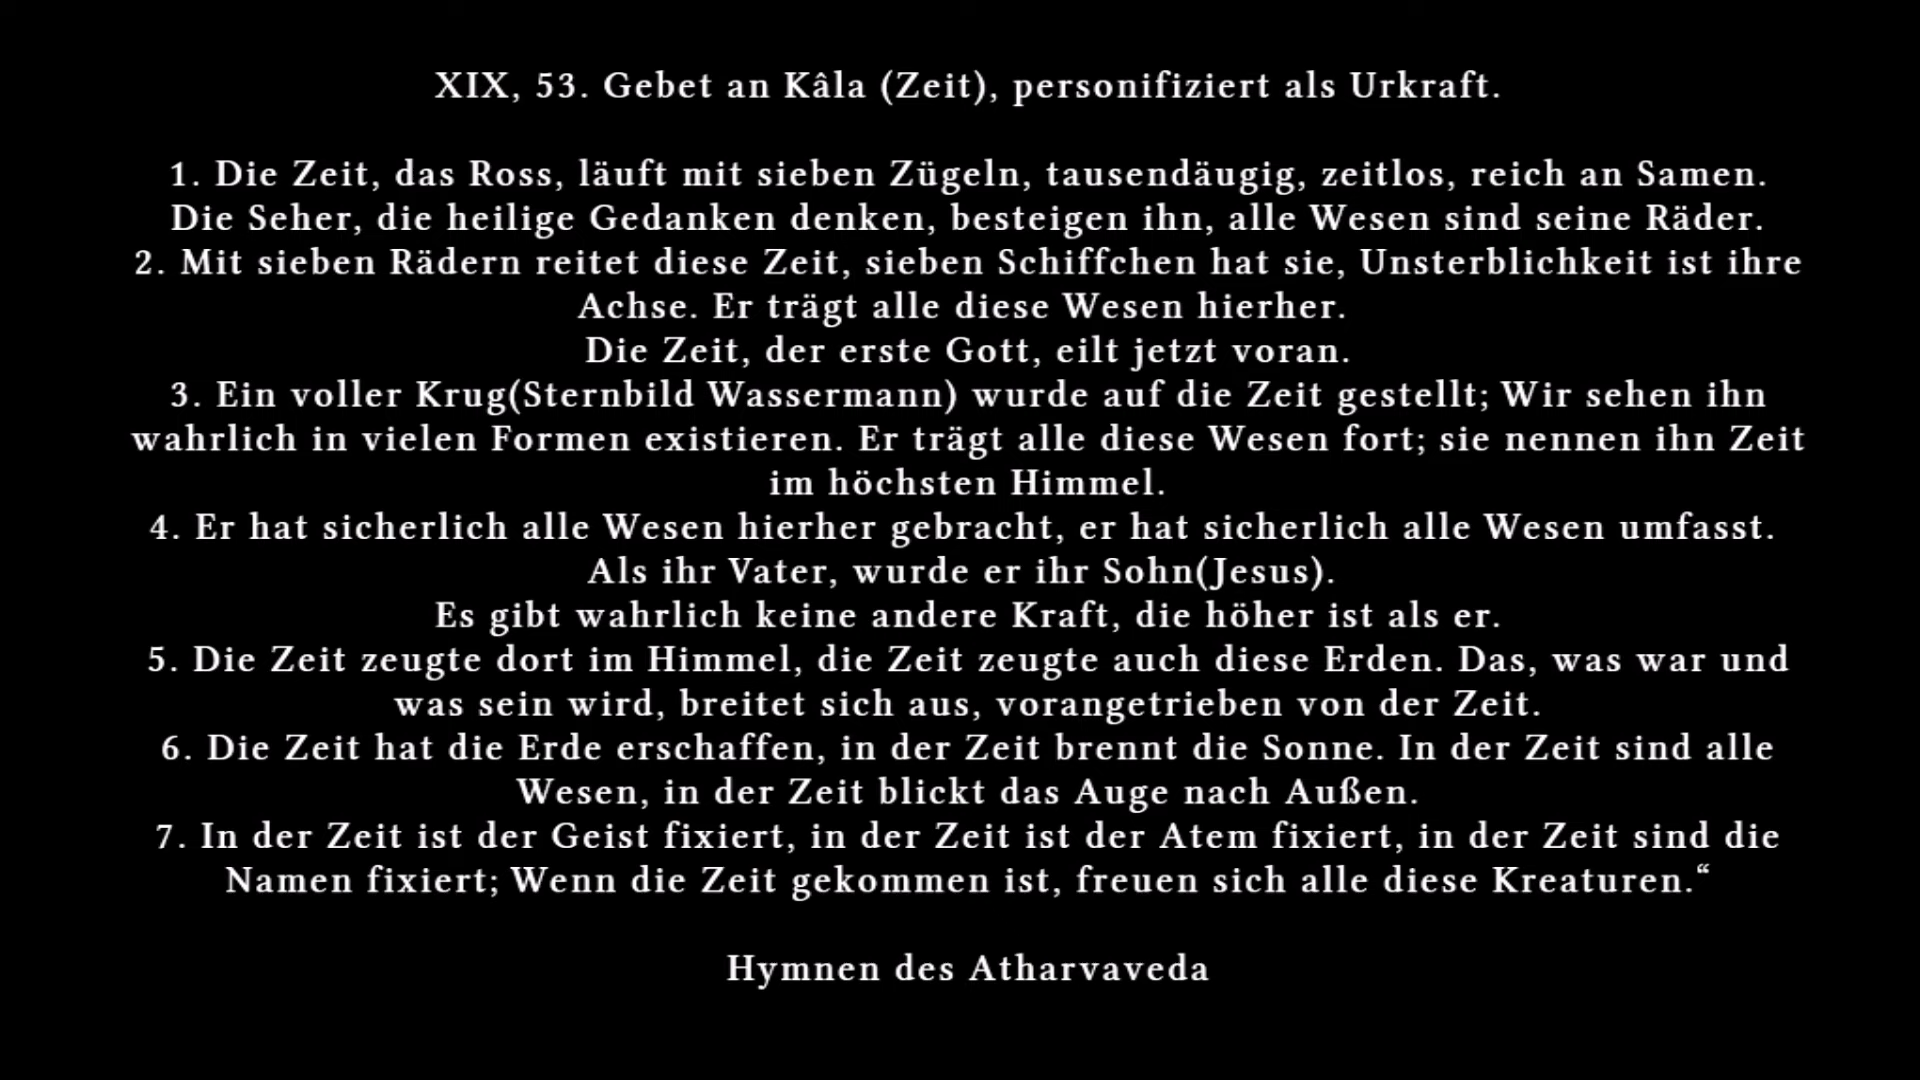 XIX, 53. Gebet an Kâla (Zeit), personifiziert als Urkraft.
1. Die Zeit, das Ross, läuft mit sieben Zügeln, tausendäugig, zeitlos, reich an Samen.
Die Seher, die heilige Gedanken denken, besteigen ihn, alle Wesen sind seine Räder.
2. Mit sieben Rädern reitet diese Zeit, sieben Schiffchen hat sie, Unsterblichkeit ist ihre
Achse. Er trägt alle diese Wesen hierher.
Die Zeit, der erste Gott, eilt jetzt voran.
3. Ein voller Krug(Sternbild Wassermann) wurde auf die Zeit gestellt; Wir sehen ihn
wahrlich in vielen Formen existieren. Er trägt alle diese Wesen fort; sie nennen ihn Zeit
im höchsten Himmel.
4. Er hat sicherlich alle Wesen hierher gebracht, er hat sicherlich alle Wesen umfasst.
Als ihr Vater, wurde er ihr Sohn(Jesus).
Es gibt wahrlich keine andere Kraft, die höher ist als er.
5. Die Zeit zeugte dort im Himmel, die Zeit zeugte auch diese Erden. Das, was war und
was sein wird, breitet sich aus, vorangetrieben von der Zeit.
6. Die Zeit hat die Erde erschaffen, in der Zeit brennt die Sonne. In der Zeit sind alle
Wesen, in der Zeit blickt das Auge nach Außen.
7. In der Zeit ist der Geist fixiert, in der Zeit ist der Atem fixiert, in der Zeit sind die
Namen fixiert; Wenn die Zeit gekommen ist, freuen sich alle diese Kreaturen.“
Hymnen des Atharvaveda